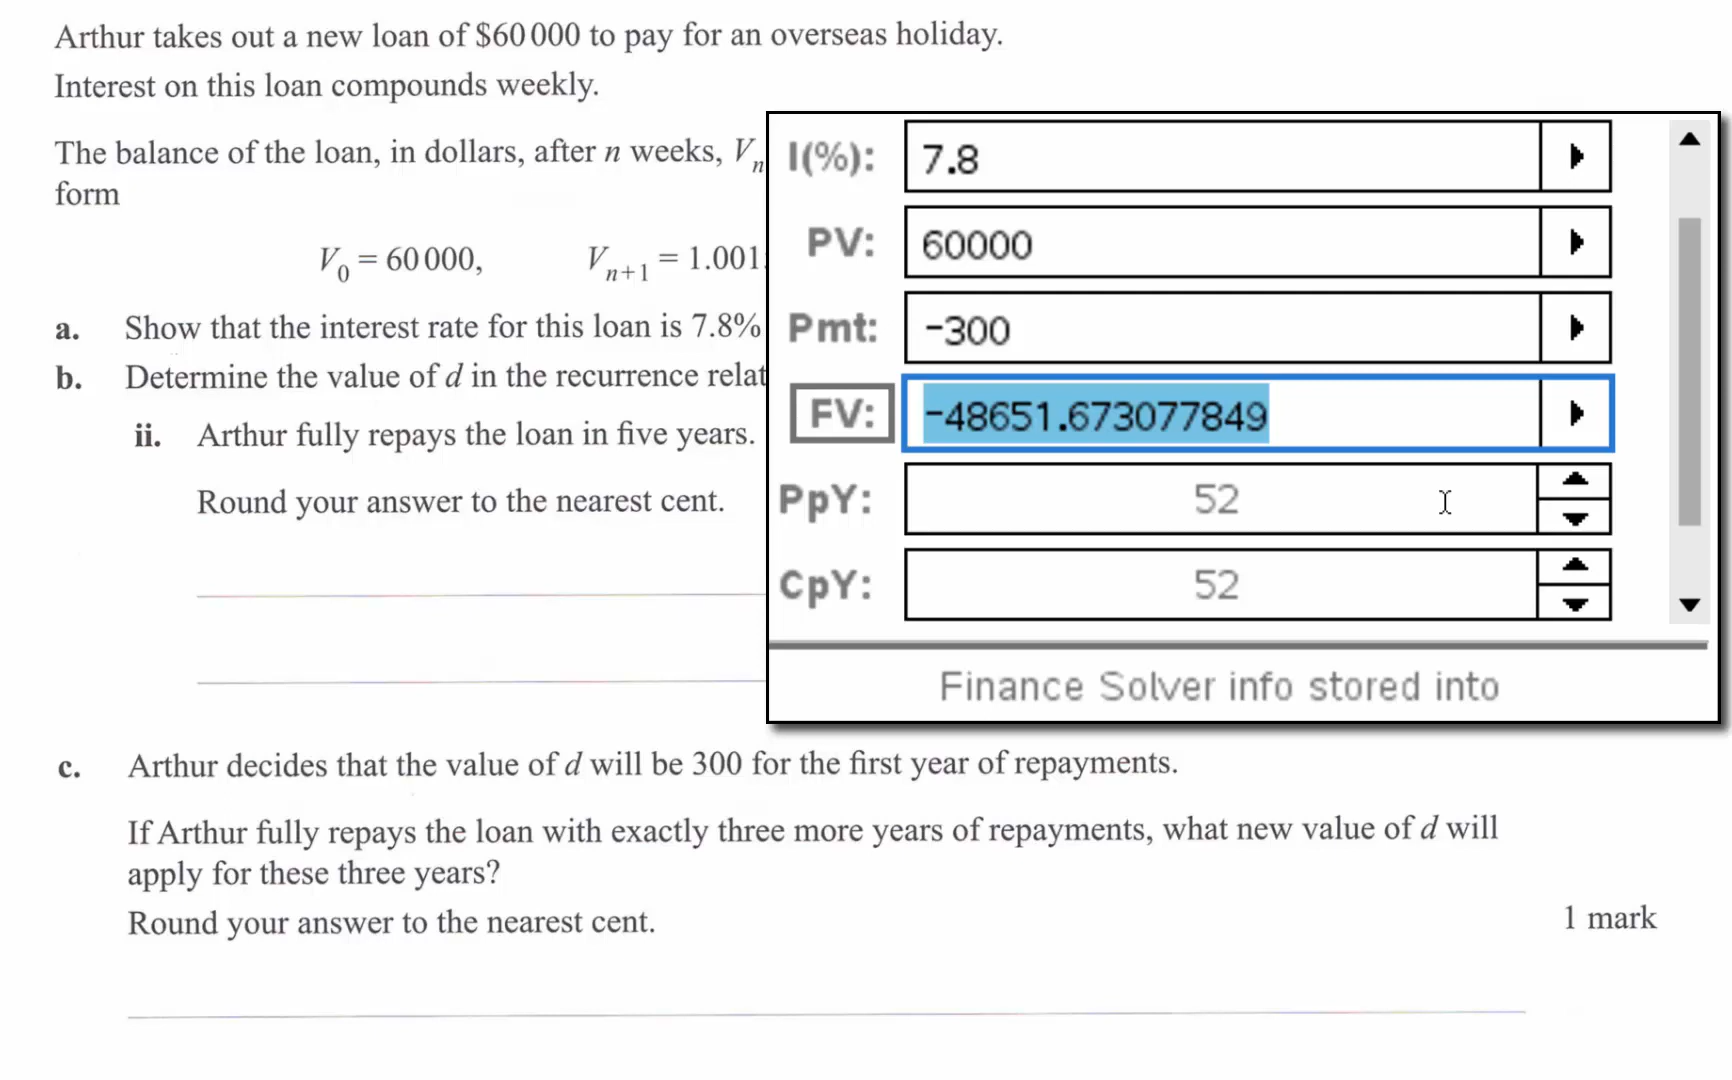 Arthur takes out a new loan of $60 000 to pay for an overseas holiday.
Interest on this loan compounds weekly.
The balance of the loan, in dollars, after n weeks, Vn
form
V0 = 60 000, Vn+1 = 1.001
a. Show that the interest rate for this loan is 7.8%
b. Determine the value of d in the recurrence relat
ii. Arthur fully repays the loan in five years.
Round your answer to the nearest cent.
I(%): 7.8
PV: 60000
Pmt: -300
FV: -48651.673077849
PpY: 52
CpY: 52
Finance Solver info stored into
c. Arthur decides that the value of d will be 300 for the first year of repayments.
If Arthur fully repays the loan with exactly three more years of repayments, what new value of d will
apply for these three years?
Round your answer to the nearest cent. 1 mark